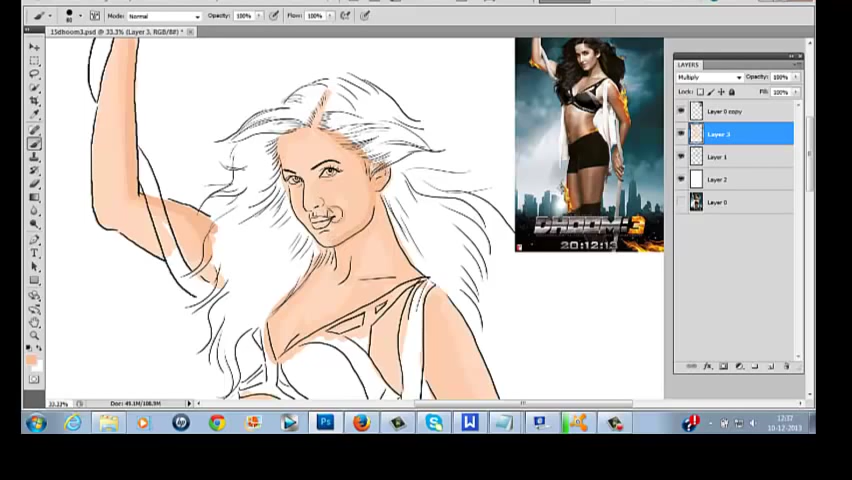 Mode: Normal Opacity: 100% Flow: 100%
15dhoom3.psd @ 33.3% (Layer 3, RGB/8#) *
LAYERS
Multiply Opacity: 100%
Lock: Fill: 100%
Layer 0 copy
Layer 3
Layer 1
Layer 2
Layer 0
DHOOM:3
20:12:13
33.33% Doc: 49.1M/108.9M
Ps
W
hp
12:37
10-12-2013